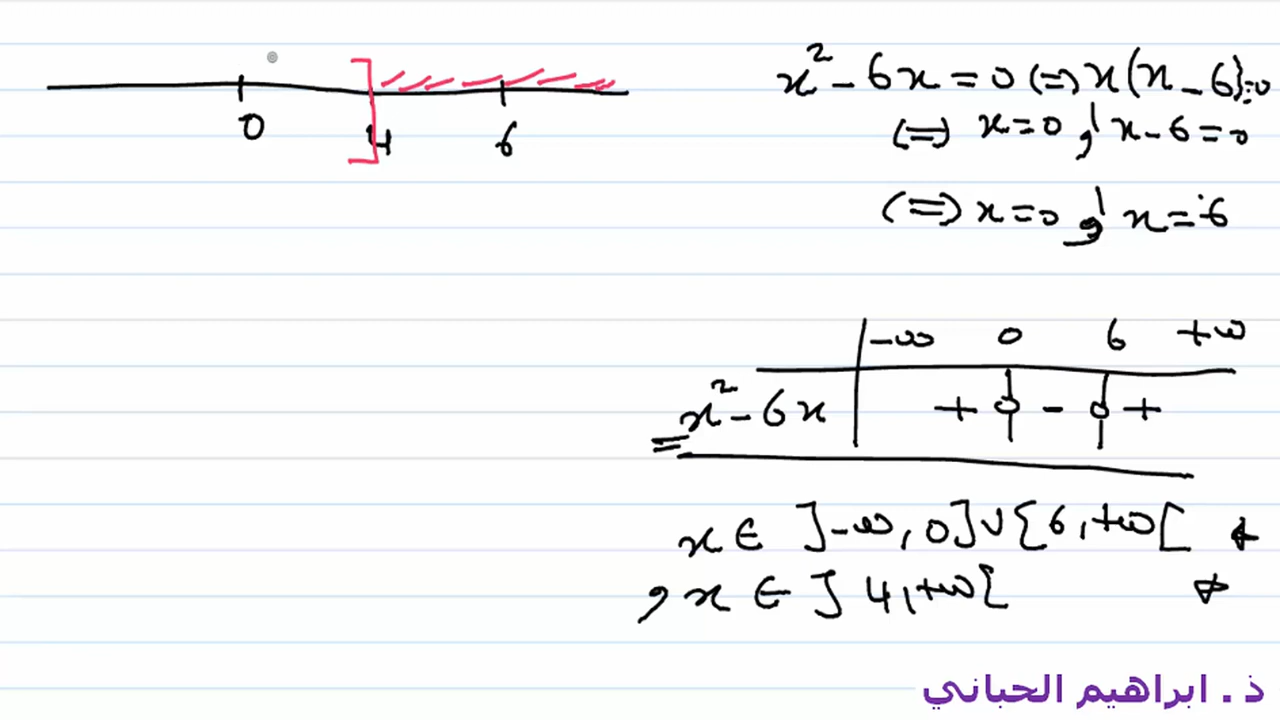 x² - 6x = 0 (=) x(x - 6) = 0
(=) x = 0 أو x - 6 = 0
(=) x = 0 أو x = 6
0 4 6
-∞ 0 6 +∞
x² - 6x + 0 - 0 +
x ∈ ]-∞, 0] ∪ [6, +∞[
و x ∈ ]4, +∞[
ذ . ابراهيم الحباني